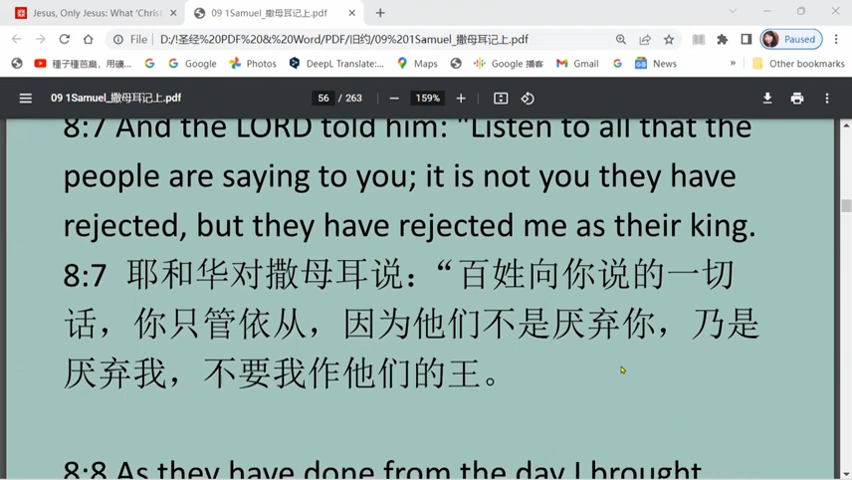 Jesus, Only Jesus: What 'Christ
09 1Samuel_撒母耳记上.pdf
File
D:/!圣经%20PDF%20&%20Word/PDF/旧约/09%201Samuel_撒母耳记上.pdf
Paused
種子種芭樂，用礦...
Google
Photos
DeepL Translate:...
Maps
Google 播客
Gmail
News
»
Other bookmarks
09 1Samuel_撒母耳记上.pdf
56 / 263
159%
8:7 And the LORD told him: "Listen to all that the
people are saying to you; it is not you they have
rejected, but they have rejected me as their king.
8:7 耶和华对撒母耳说：“百姓向你说的一切
话，你只管依从，因为他们不是厌弃你，乃是
厌弃我，不要我作他们的王。
8:8 As they have done from the day I brought